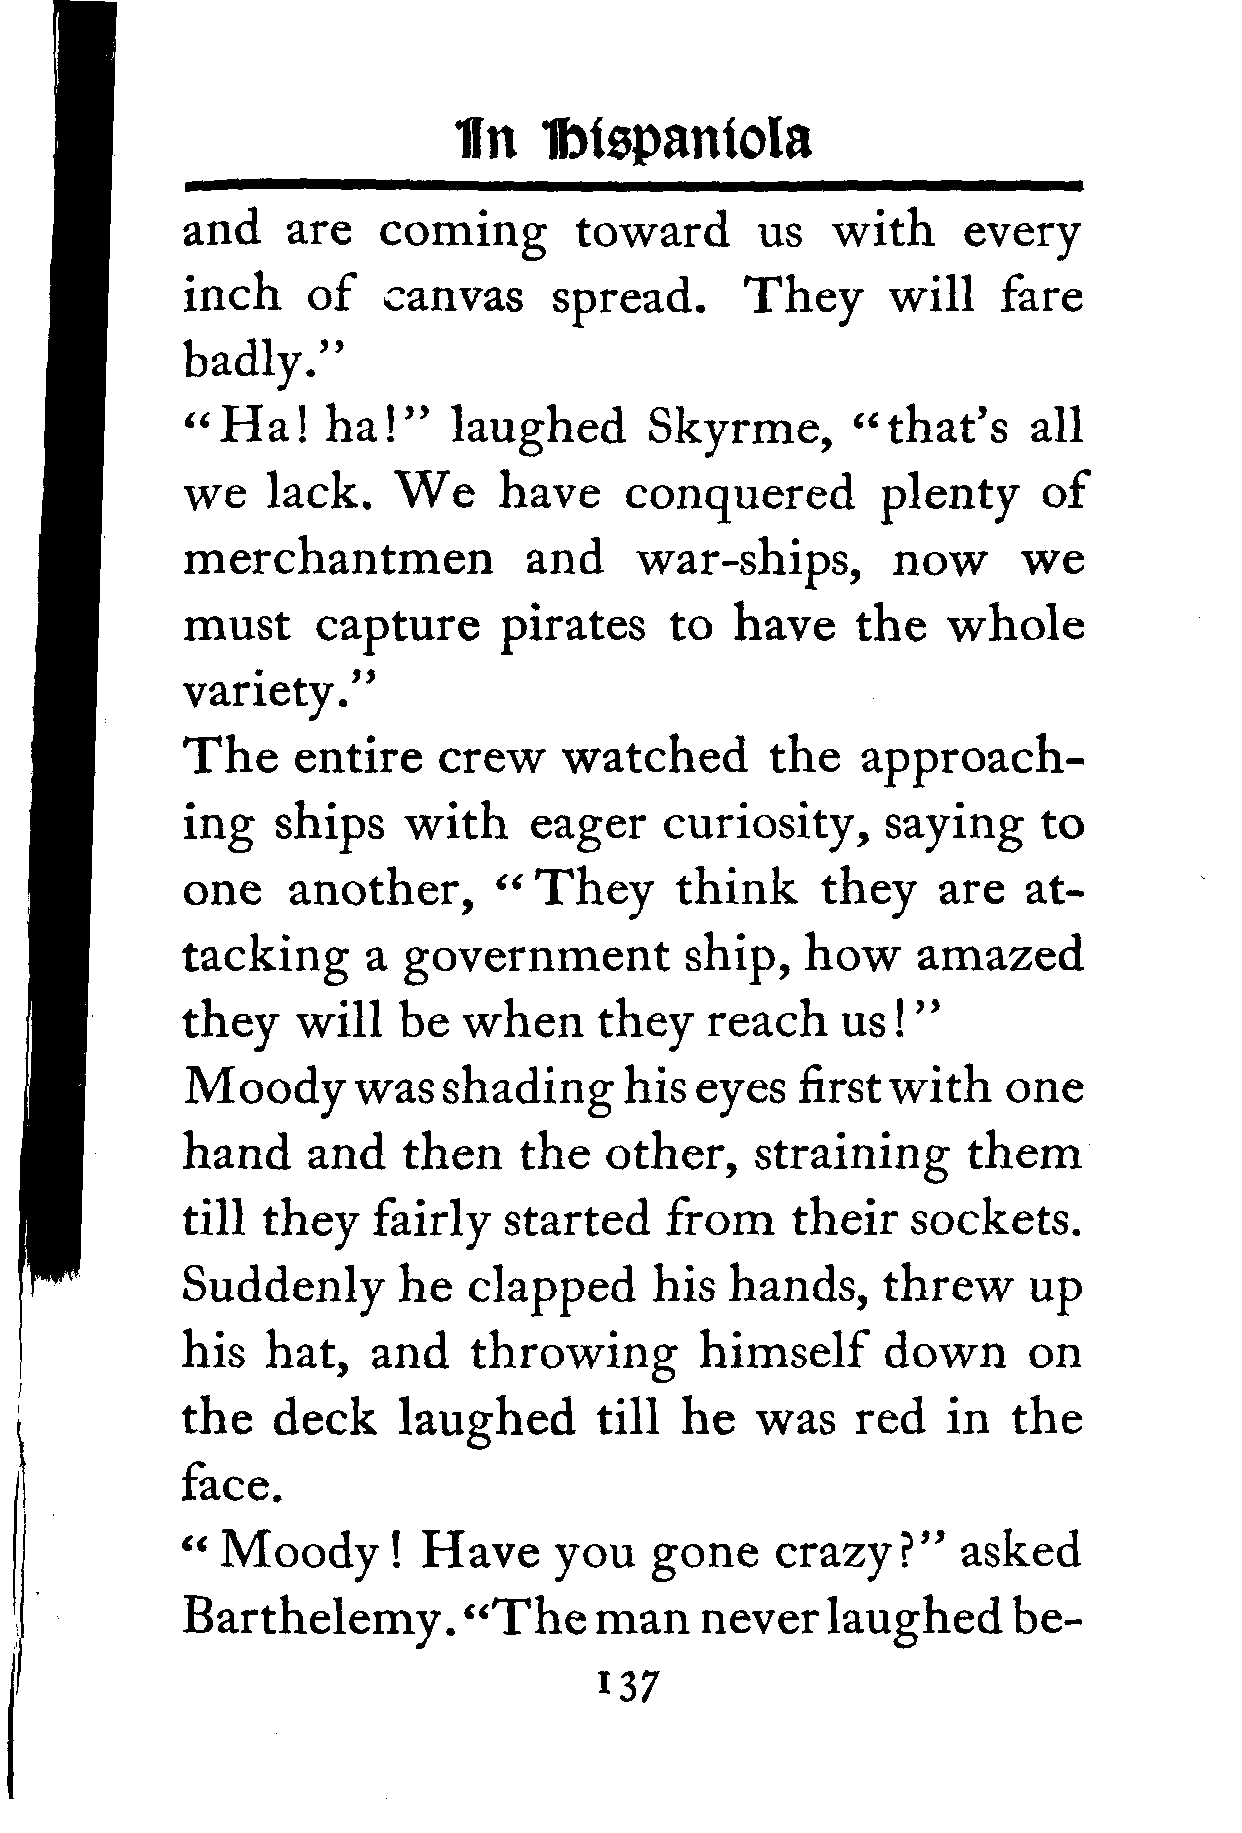 In Hispaniola
and are coming toward us with every
inch of canvas spread. They will fare
badly."
"Ha! ha!" laughed Skyrme, "that's all
we lack. We have conquered plenty of
merchantmen and war-ships, now we
must capture pirates to have the whole
variety."
The entire crew watched the approach-
ing ships with eager curiosity, saying to
one another, "They think they are at-
tacking a government ship, how amazed
they will be when they reach us!"
Moody was shading his eyes first with one
hand and then the other, straining them
till they fairly started from their sockets.
Suddenly he clapped his hands, threw up
his hat, and throwing himself down on
the deck laughed till he was red in the
face.
"Moody! Have you gone crazy?" asked
Barthelemy. "The man never laughed be-
137